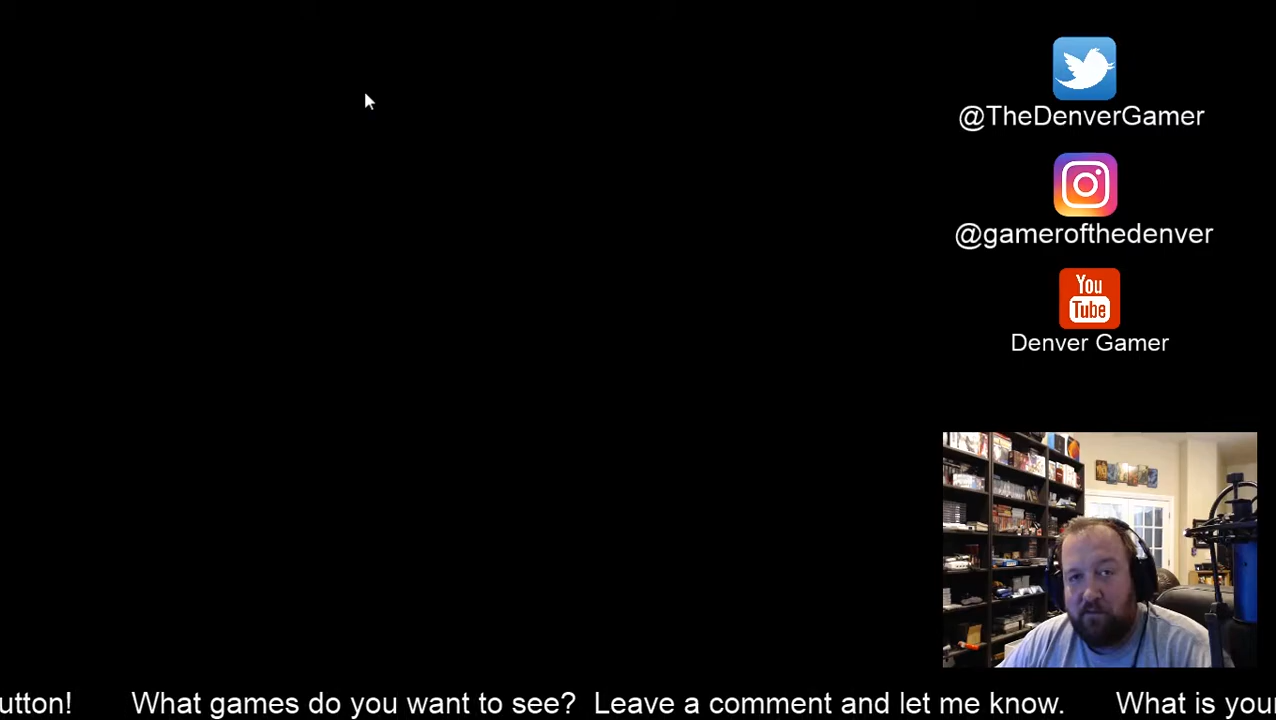 @TheDenverGamer
@gamerofthedenver
You
Tube
Denver Gamer
utton! What games do you want to see? Leave a comment and let me know. What is your